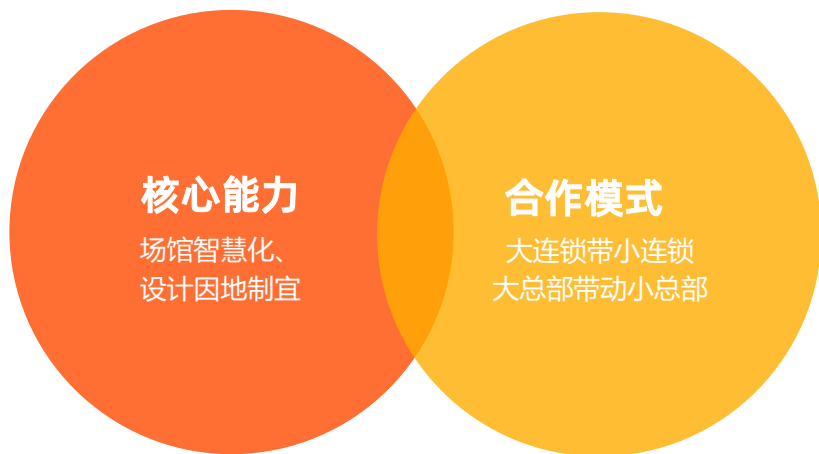 核心能力
场馆智慧化、
设计因地制宜
合作模式
大连锁带小连锁
大总部带动小总部